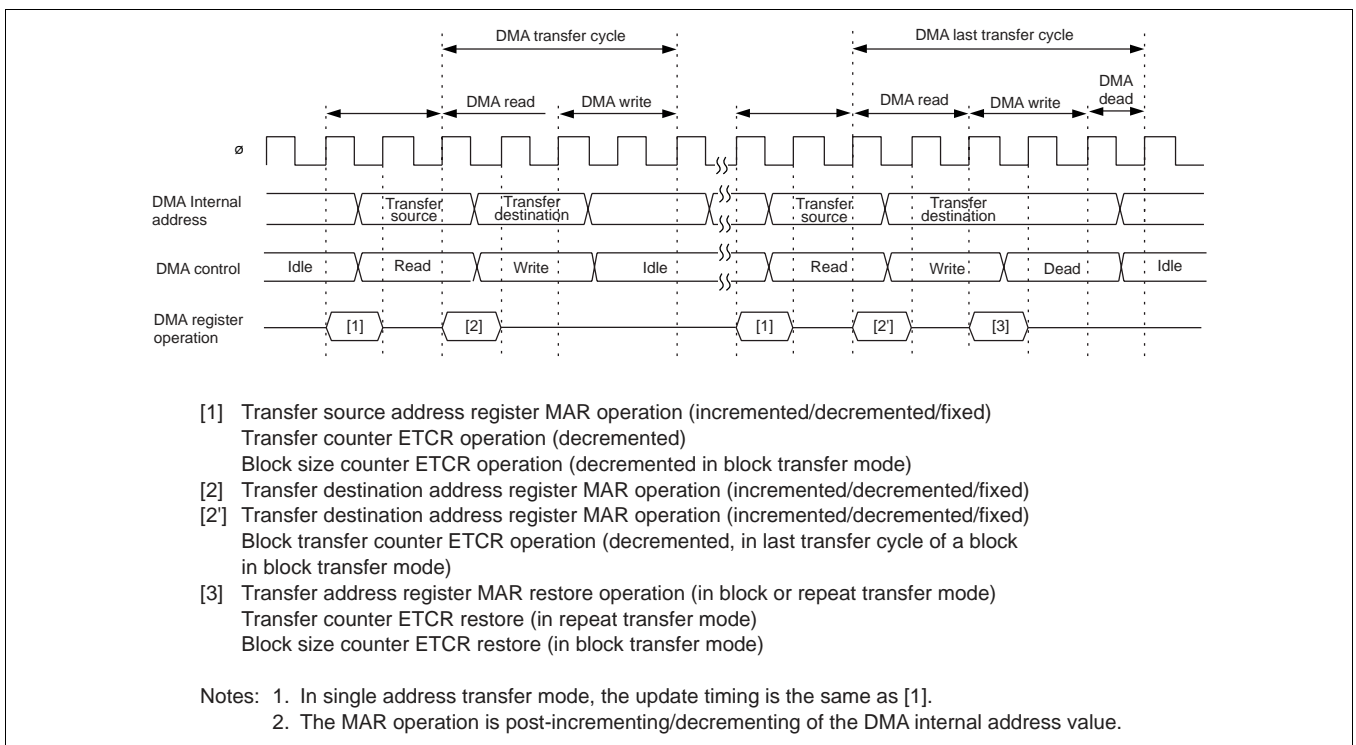 DMA transfer cycle DMA last transfer cycle
DMA read DMA write DMA read DMA write DMA dead
ø
DMA Internal address Transfer source Transfer destination Transfer source Transfer destination
DMA control Idle Read Write Idle Read Write Dead Idle
DMA register operation [1] [2] [1] [2'] [3]
[1] Transfer source address register MAR operation (incremented/decremented/fixed)
Transfer counter ETCR operation (decremented)
Block size counter ETCR operation (decremented in block transfer mode)
[2] Transfer destination address register MAR operation (incremented/decremented/fixed)
[2'] Transfer destination address register MAR operation (incremented/decremented/fixed)
Block transfer counter ETCR operation (decremented, in last transfer cycle of a block
in block transfer mode)
[3] Transfer address register MAR restore operation (in block or repeat transfer mode)
Transfer counter ETCR restore (in repeat transfer mode)
Block size counter ETCR restore (in block transfer mode)
Notes: 1. In single address transfer mode, the update timing is the same as [1].
2. The MAR operation is post-incrementing/decrementing of the DMA internal address value.